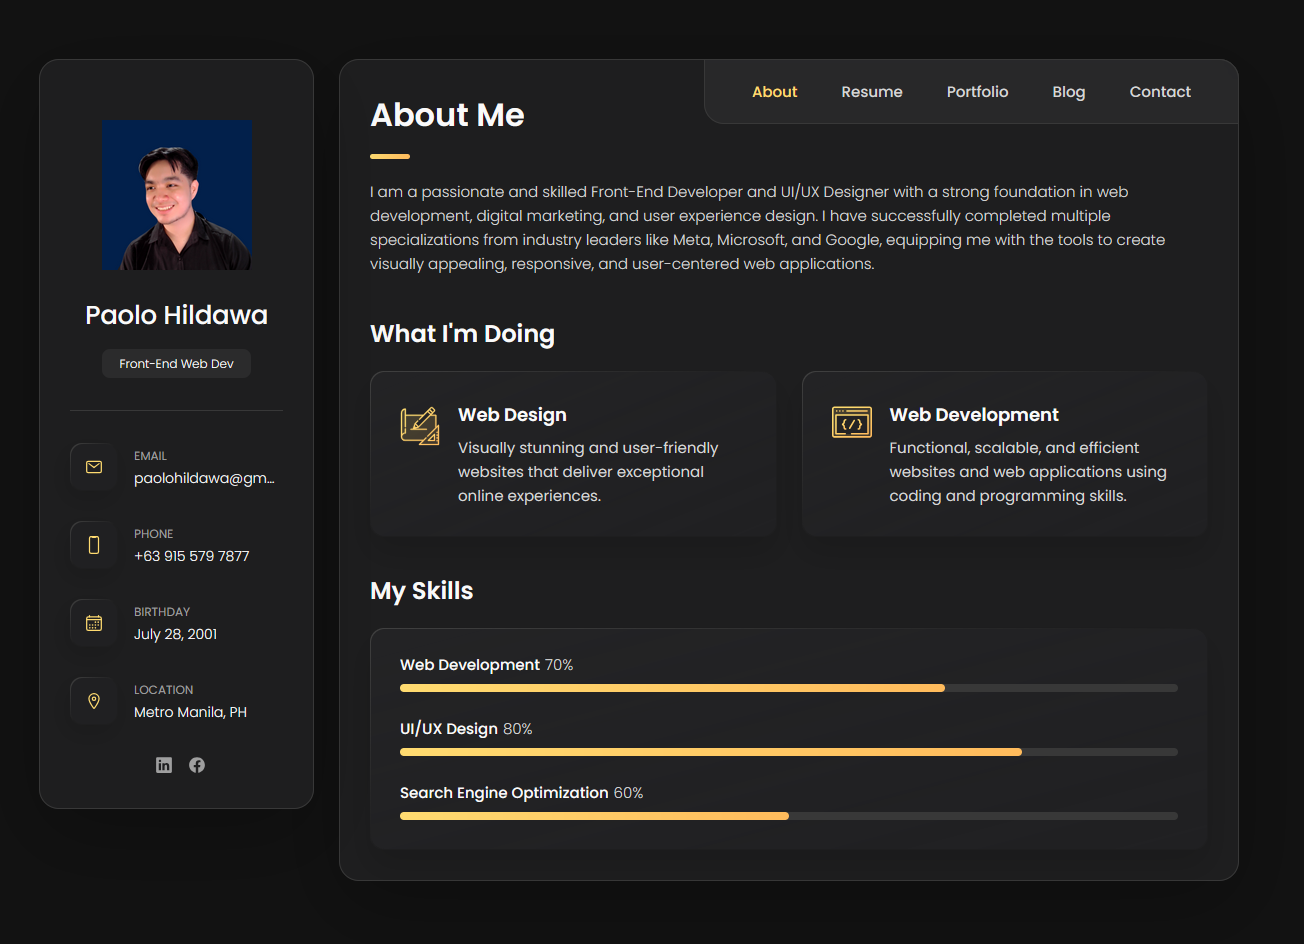 Paolo Hildawa
Front-End Web Dev
EMAIL
paolohildawa@gm...
PHONE
+63 915 579 7877
BIRTHDAY
July 28, 2001
LOCATION
Metro Manila, PH
About Resume Portfolio Blog Contact
About Me
I am a passionate and skilled Front-End Developer and UI/UX Designer with a strong foundation in web
development, digital marketing, and user experience design. I have successfully completed multiple
specializations from industry leaders like Meta, Microsoft, and Google, equipping me with the tools to create
visually appealing, responsive, and user-centered web applications.
What I'm Doing
Web Design
Visually stunning and user-friendly
websites that deliver exceptional
online experiences.
Web Development
Functional, scalable, and efficient
websites and web applications using
coding and programming skills.
My Skills
Web Development 70%
UI/UX Design 80%
Search Engine Optimization 60%